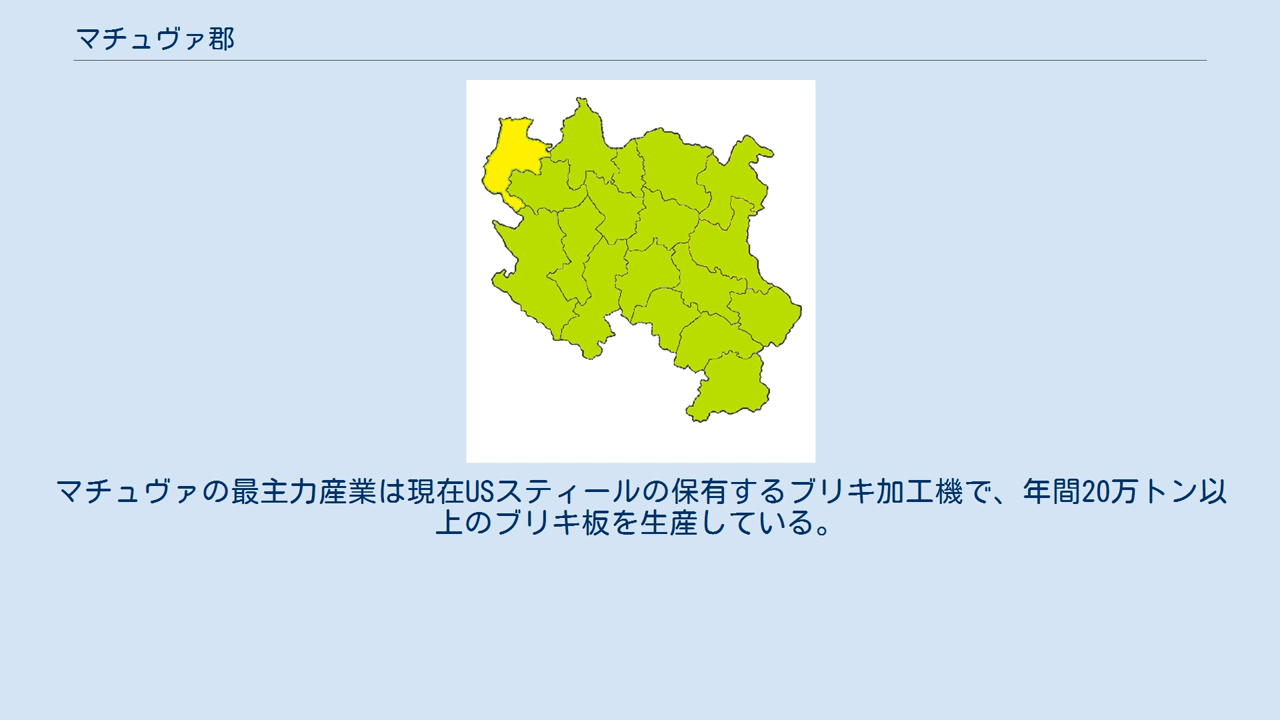 マチュヴァ郡
マチュヴァの最主力産業は現在USスティールの保有するブリキ加工機で、年間20万トン以
上のブリキ板を生産している。